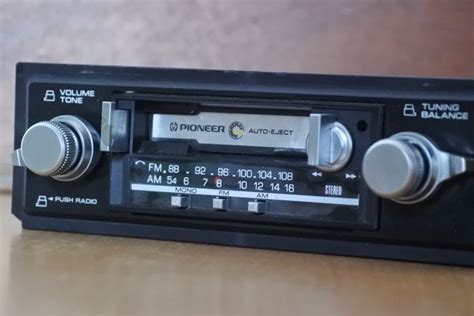 VOLUME
TONE
PIONEER AUTO-EJECT
TUNING
BALANCE
FM 88 92 96 100 104 108
AM 54 6 7 8 10 12 14 16
MONO FM AM
STEREO
PUSH RADIO